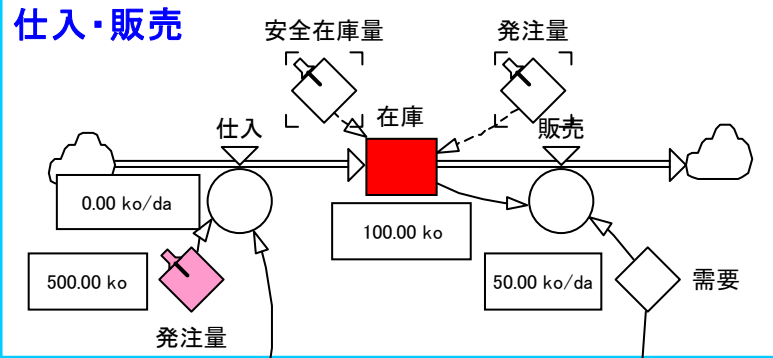 仕入・販売
安全在庫量
発注量
仕入
在庫
販売
0.00 ko/da
100.00 ko
500.00 ko
50.00 ko/da
需要
発注量